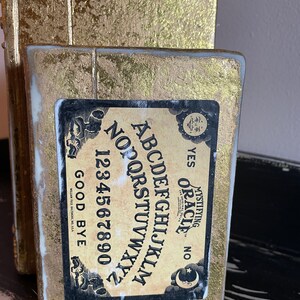 YES
NO
MYSTIFYING
ORACLE
ABCDEFGHIJKLM
NOPQRSTUVWXYZ
1234567890
GOOD BYE